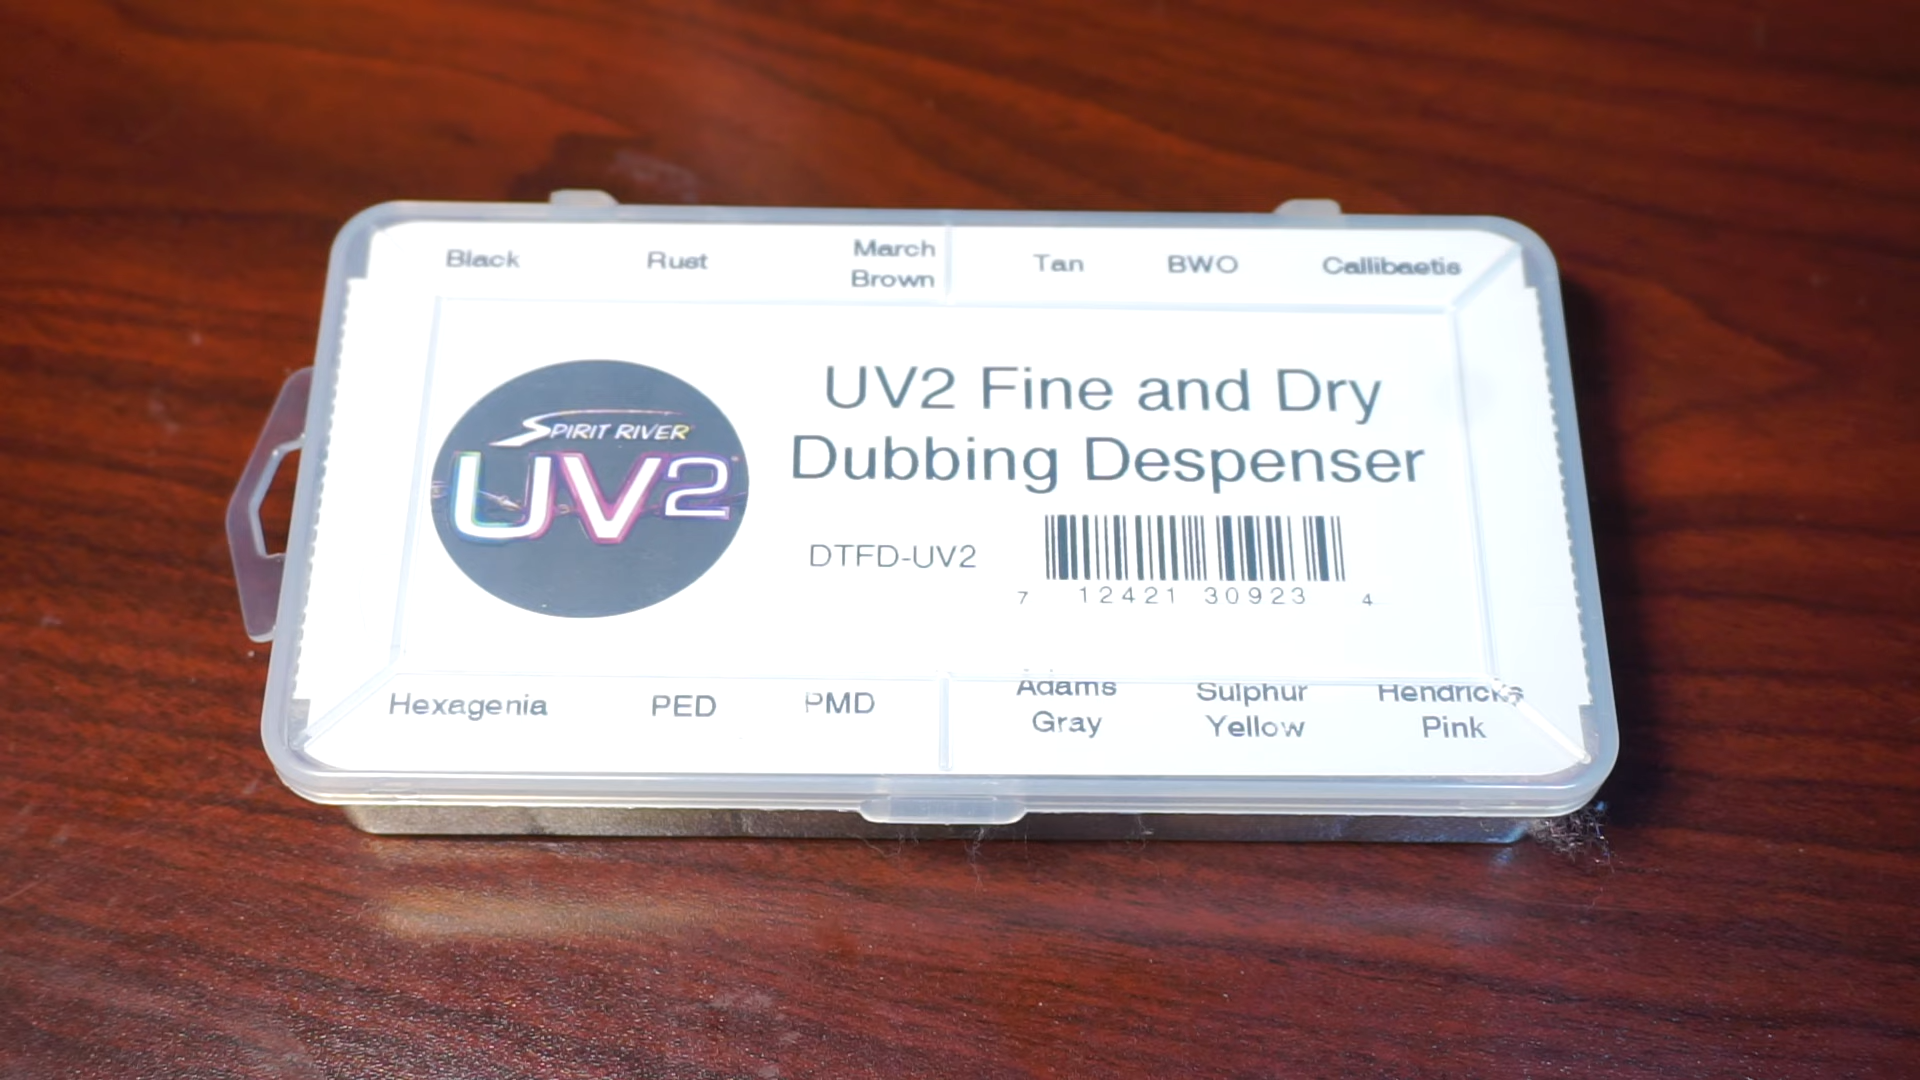 Black Rust March Brown Tan BWO Callibaetis
SPIRIT RIVER
UV2
UV2 Fine and Dry
Dubbing Despenser
DTFD-UV2
7 12421 30923 4
Hexagenia PED PMD Adams Gray Sulphur Yellow Hendricks Pink